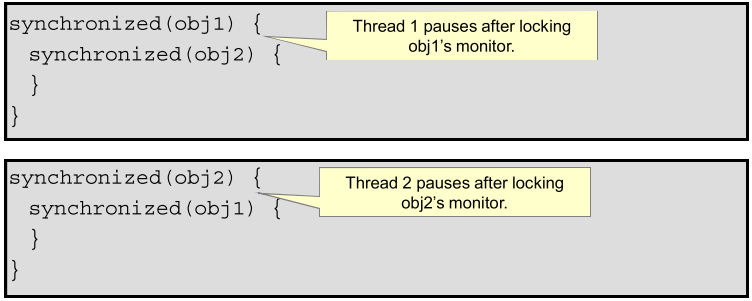 synchronized(obj1) {
Thread 1 pauses after locking
obj1's monitor.
synchronized(obj2) {
}
}
synchronized(obj2) {
Thread 2 pauses after locking
obj2's monitor.
synchronized(obj1) {
}
}